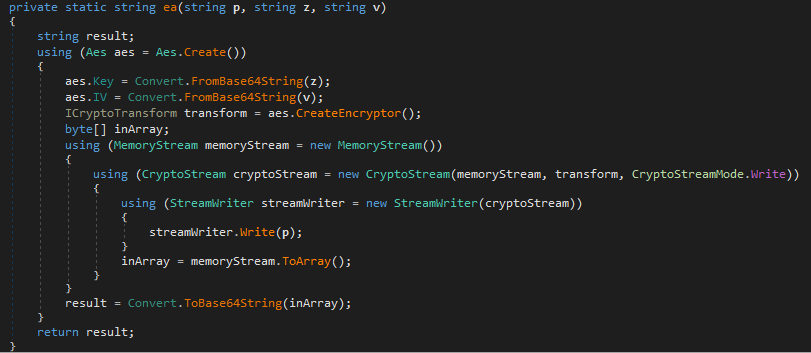 private static string ea(string p, string z, string v)
{
    string result;
    using (Aes aes = Aes.Create())
    {
        aes.Key = Convert.FromBase64String(z);
        aes.IV = Convert.FromBase64String(v);
        ICryptoTransform transform = aes.CreateEncryptor();
        byte[] inArray;
        using (MemoryStream memoryStream = new MemoryStream())
        {
            using (CryptoStream cryptoStream = new CryptoStream(memoryStream, transform, CryptoStreamMode.Write))
            {
                using (StreamWriter streamWriter = new StreamWriter(cryptoStream))
                {
                    streamWriter.Write(p);
                }
                inArray = memoryStream.ToArray();
            }
        }
        result = Convert.ToBase64String(inArray);
    }
    return result;
}